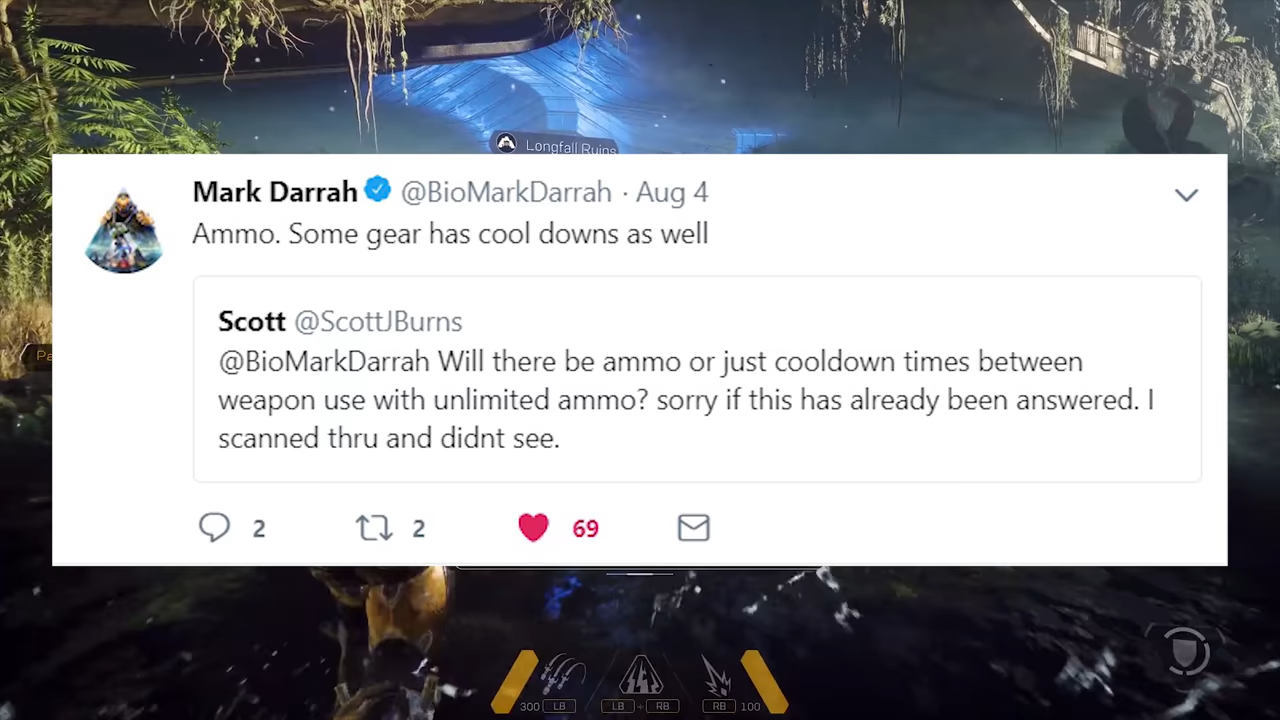 Longfall Ruins
Mark Darrah @BioMarkDarrah · Aug 4
Ammo. Some gear has cool downs as well
Scott @ScottJBurns
@BioMarkDarrah Will there be ammo or just cooldown times between
weapon use with unlimited ammo? sorry if this has already been answered. I
scanned thru and didnt see.
2 2 69
Pa
300 LB LB + RB RB 100